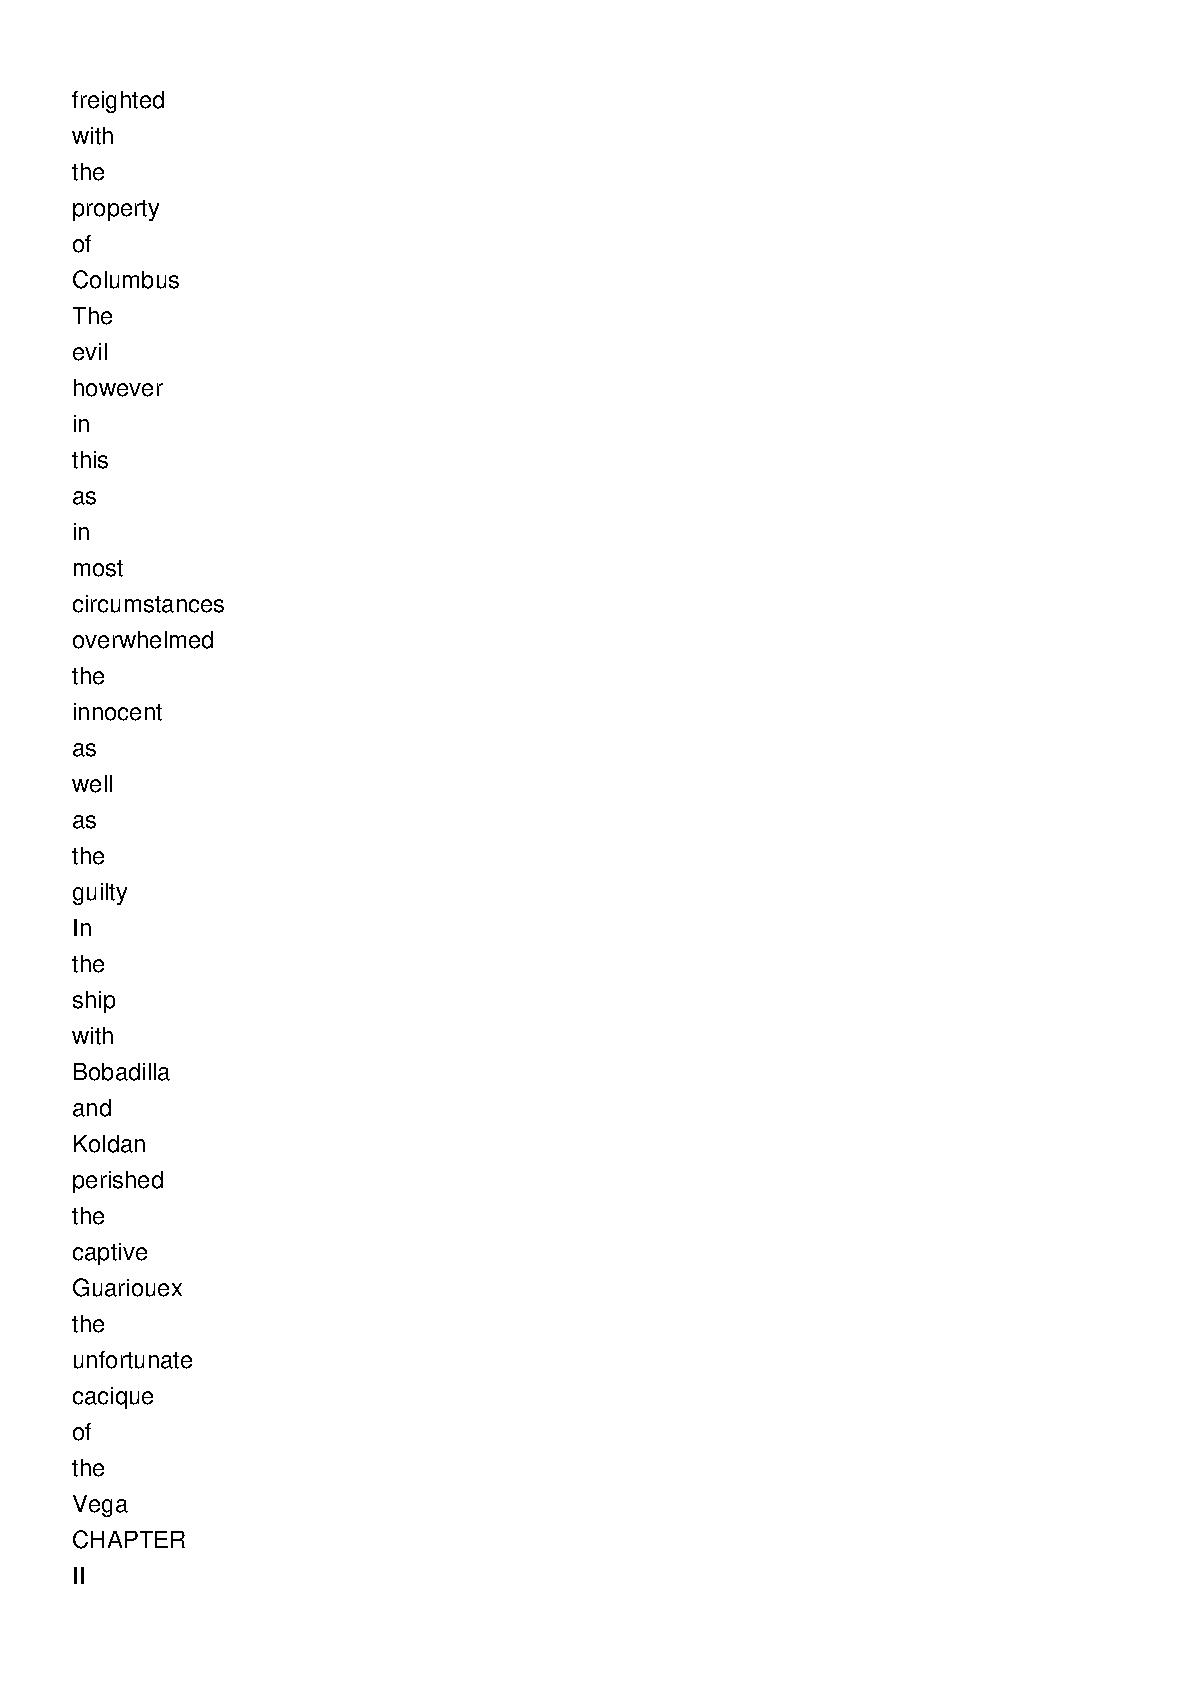 freighted
with
the
property
of
Columbus
The
evil
however
in
this
as
in
most
circumstances
overwhelmed
the
innocent
as
well
as
the
guilty
In
the
ship
with
Bobadilla
and
Koldan
perished
the
captive
Guariouex
the
unfortunate
cacique
of
the
Vega
CHAPTER
II